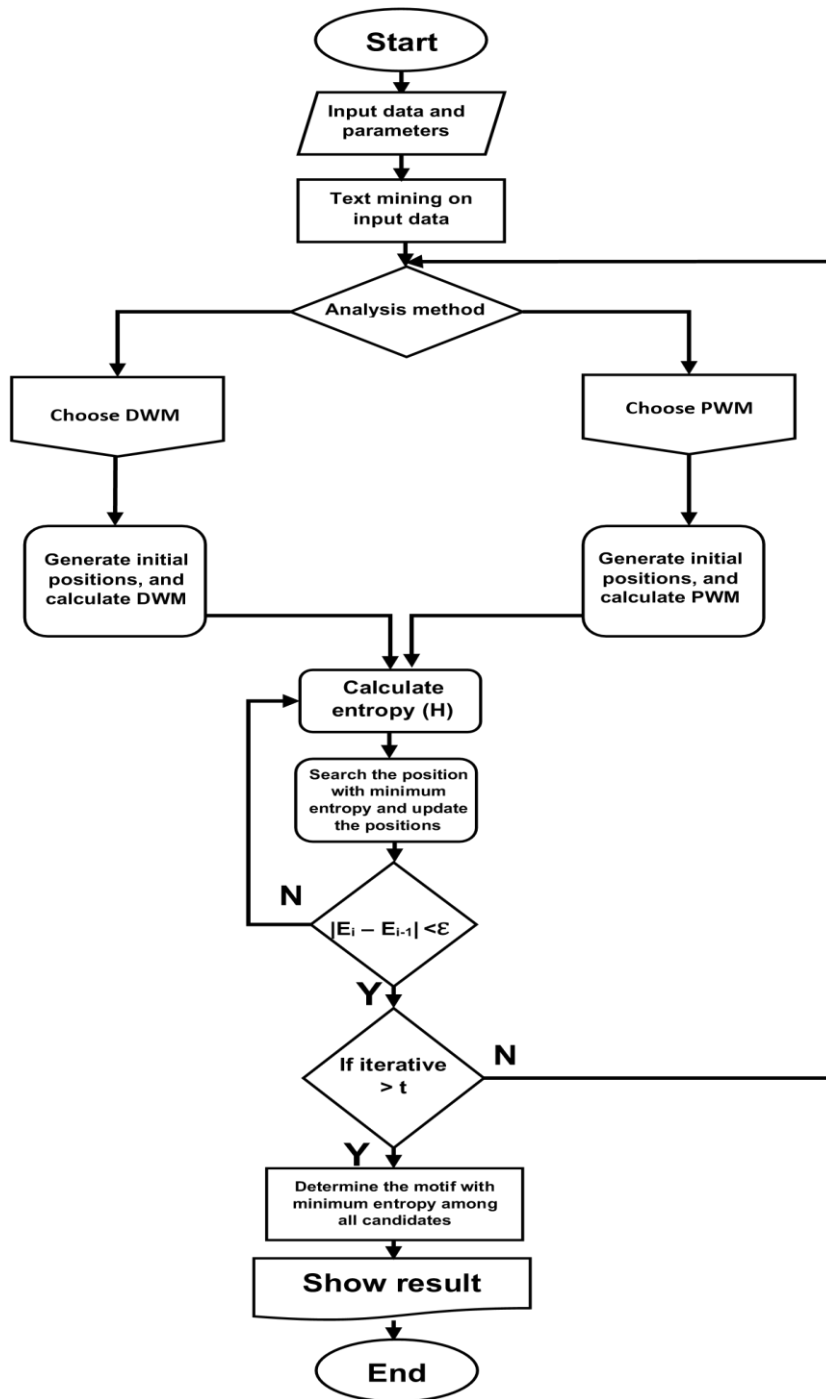 Start
Input data and
parameters
Text mining on
input data
Analysis method
Choose DWM
Choose PWM
Generate initial
positions, and
calculate DWM
Generate initial
positions, and
calculate PWM
Calculate
entropy (H)
Search the position
with minimum
entropy and update
the positions
N
|Eᵢ – Eᵢ₋₁| <ε
Y
If iterative
> t
N
Y
Determine the motif with
minimum entropy among
all candidates
Show result
End